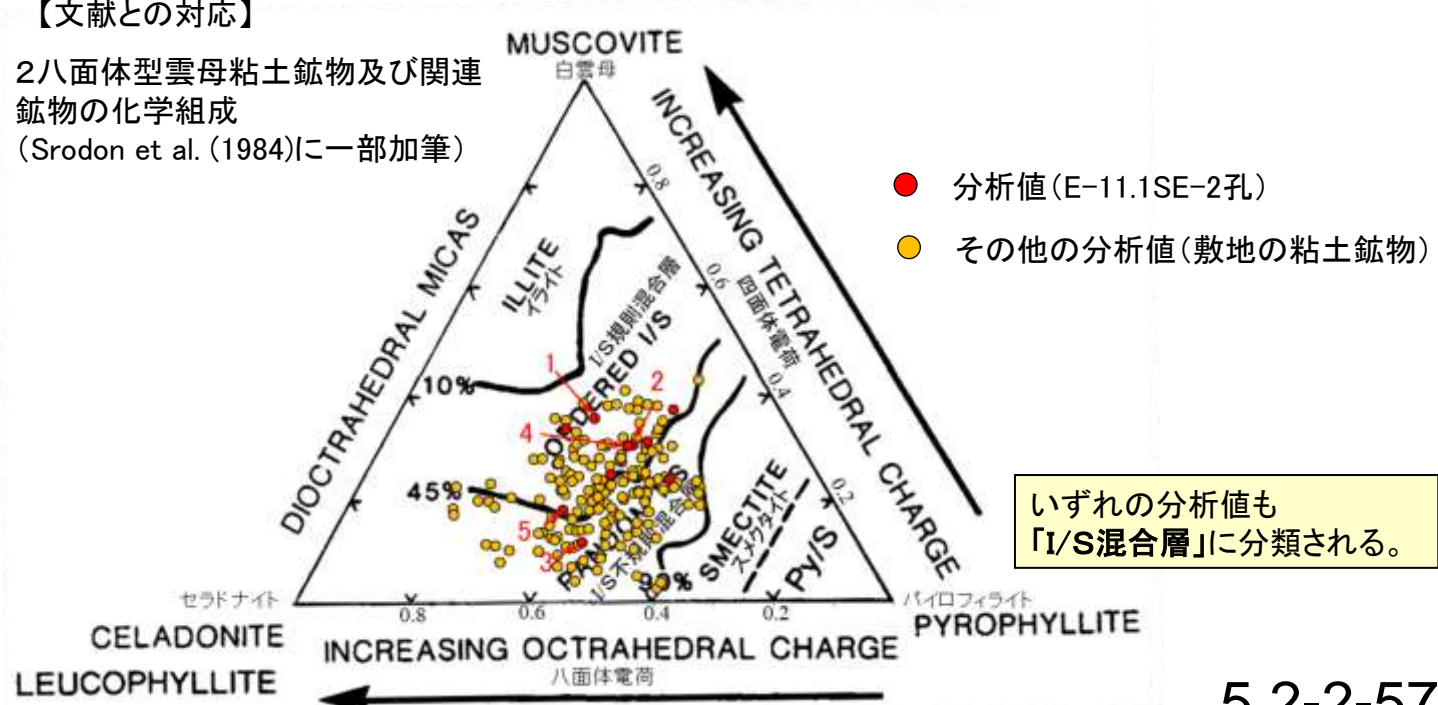 【文献との対応】
2八面体型雲母粘土鉱物及び関連
鉱物の化学組成
(Srodon et al. (1984)に一部加筆)
MUSCOVITE
白雲母
INCREASING TETRAHEDRAL CHARGE
四面体電荷
0.8
0.6
0.4
0.2
分析値(E-11.1SE-2孔)
その他の分析値(敷地の粘土鉱物)
DIOCTRAHEDRAL MICAS
ILLITE
イライト
I/S規則混合層
ORDERED I/S
10%
1
2
4
45%
5
3
I/S不規則混合層
SMECTITE
スメクタイト
Py/S
いずれの分析値も
「I/S混合層」に分類される。
セラドナイト
0.8
0.6
0.4
0.2
パイロフィライト
CELADONITE
PYROPHYLLITE
INCREASING OCTRAHEDRAL CHARGE
LEUCOPHYLLITE
八面体電荷
5.2-2-57